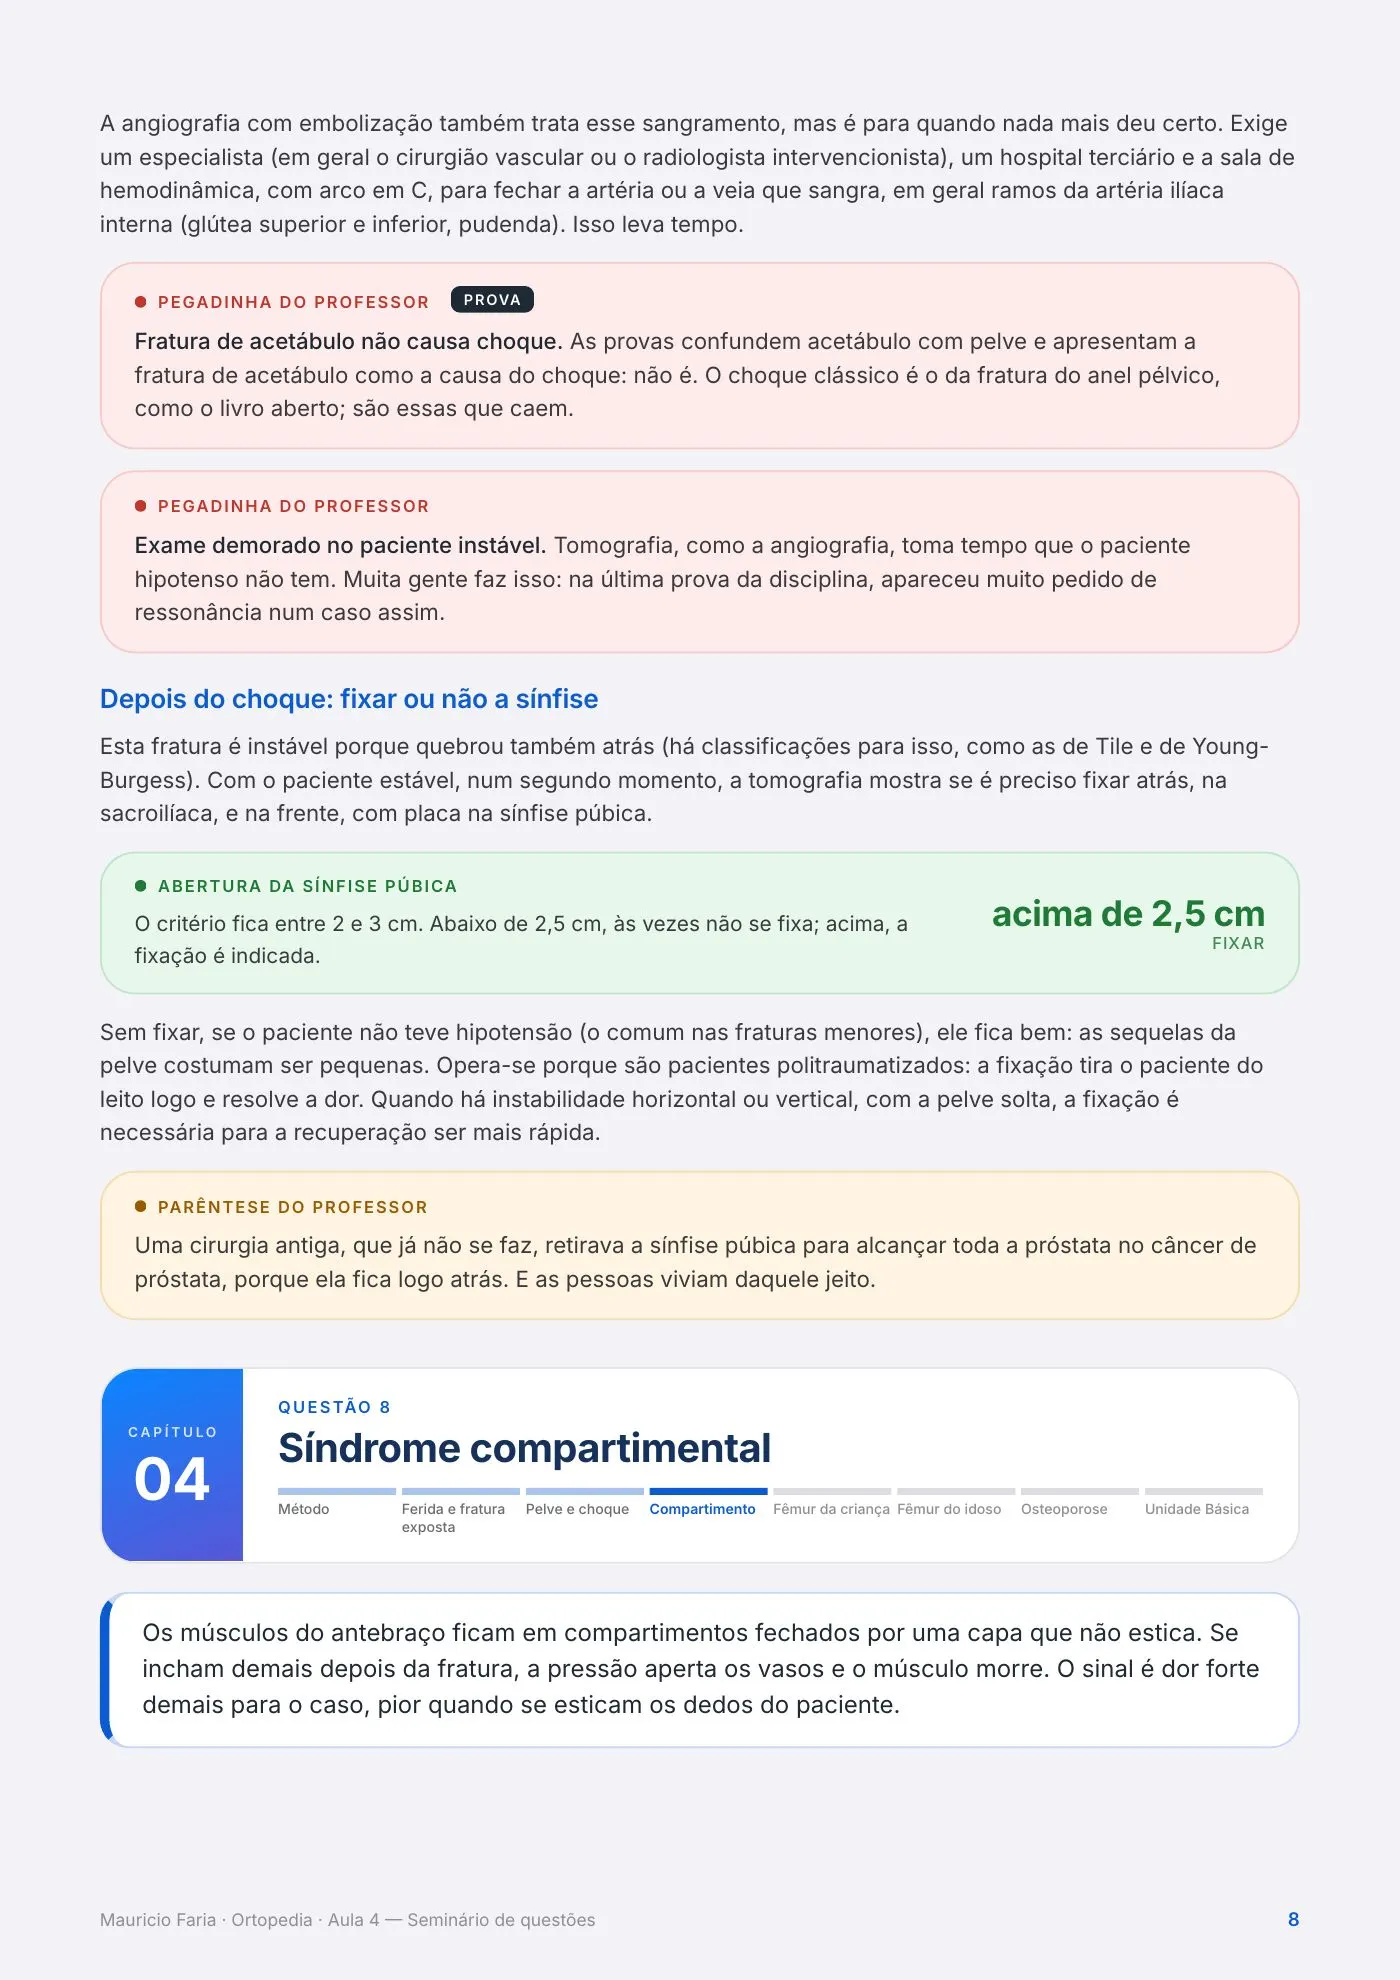 A angiografia com embolização também trata esse sangramento, mas é para quando nada mais deu certo. Exige
um especialista (em geral o cirurgião vascular ou o radiologista intervencionista), um hospital terciário e a sala de
hemodinâmica, com arco em C, para fechar a artéria ou a veia que sangra, em geral ramos da artéria ilíaca
interna (glútea superior e inferior, pudenda). Isso leva tempo.
PEGADINHA DO PROFESSOR PROVA
Fratura de acetábulo não causa choque. As provas confundem acetábulo com pelve e apresentam a
fratura de acetábulo como a causa do choque: não é. O choque clássico é o da fratura do anel pélvico,
como o livro aberto; são essas que caem.
PEGADINHA DO PROFESSOR
Exame demorado no paciente instável. Tomografia, como a angiografia, toma tempo que o paciente
hipotenso não tem. Muita gente faz isso: na última prova da disciplina, apareceu muito pedido de
ressonância num caso assim.
Depois do choque: fixar ou não a sínfise
Esta fratura é instável porque quebrou também atrás (há classificações para isso, como as de Tile e de Young-
Burgess). Com o paciente estável, num segundo momento, a tomografia mostra se é preciso fixar atrás, na
sacroilíaca, e na frente, com placa na sínfise púbica.
ABERTURA DA SÍNFISE PÚBICA
O critério fica entre 2 e 3 cm. Abaixo de 2,5 cm, às vezes não se fixa; acima, a
fixação é indicada.
acima de 2,5 cm
FIXAR
Sem fixar, se o paciente não teve hipotensão (o comum nas fraturas menores), ele fica bem: as sequelas da
pelve costumam ser pequenas. Opera-se porque são pacientes politraumatizados: a fixação tira o paciente do
leito logo e resolve a dor. Quando há instabilidade horizontal ou vertical, com a pelve solta, a fixação é
necessária para a recuperação ser mais rápida.
PARÊNTESE DO PROFESSOR
Uma cirurgia antiga, que já não se faz, retirava a sínfise púbica para alcançar toda a próstata no câncer de
próstata, porque ela fica logo atrás. E as pessoas viviam daquele jeito.
CAPÍTULO
04
QUESTÃO 8
Síndrome compartimental
Método
Ferida e fratura
exposta
Pelve e choque
Compartimento
Fêmur da criança
Fêmur do idoso
Osteoporose
Unidade Básica
Os músculos do antebraço ficam em compartimentos fechados por uma capa que não estica. Se
incham demais depois da fratura, a pressão aperta os vasos e o músculo morre. O sinal é dor forte
demais para o caso, pior quando se esticam os dedos do paciente.
Mauricio Faria · Ortopedia · Aula 4 — Seminário de questões
8